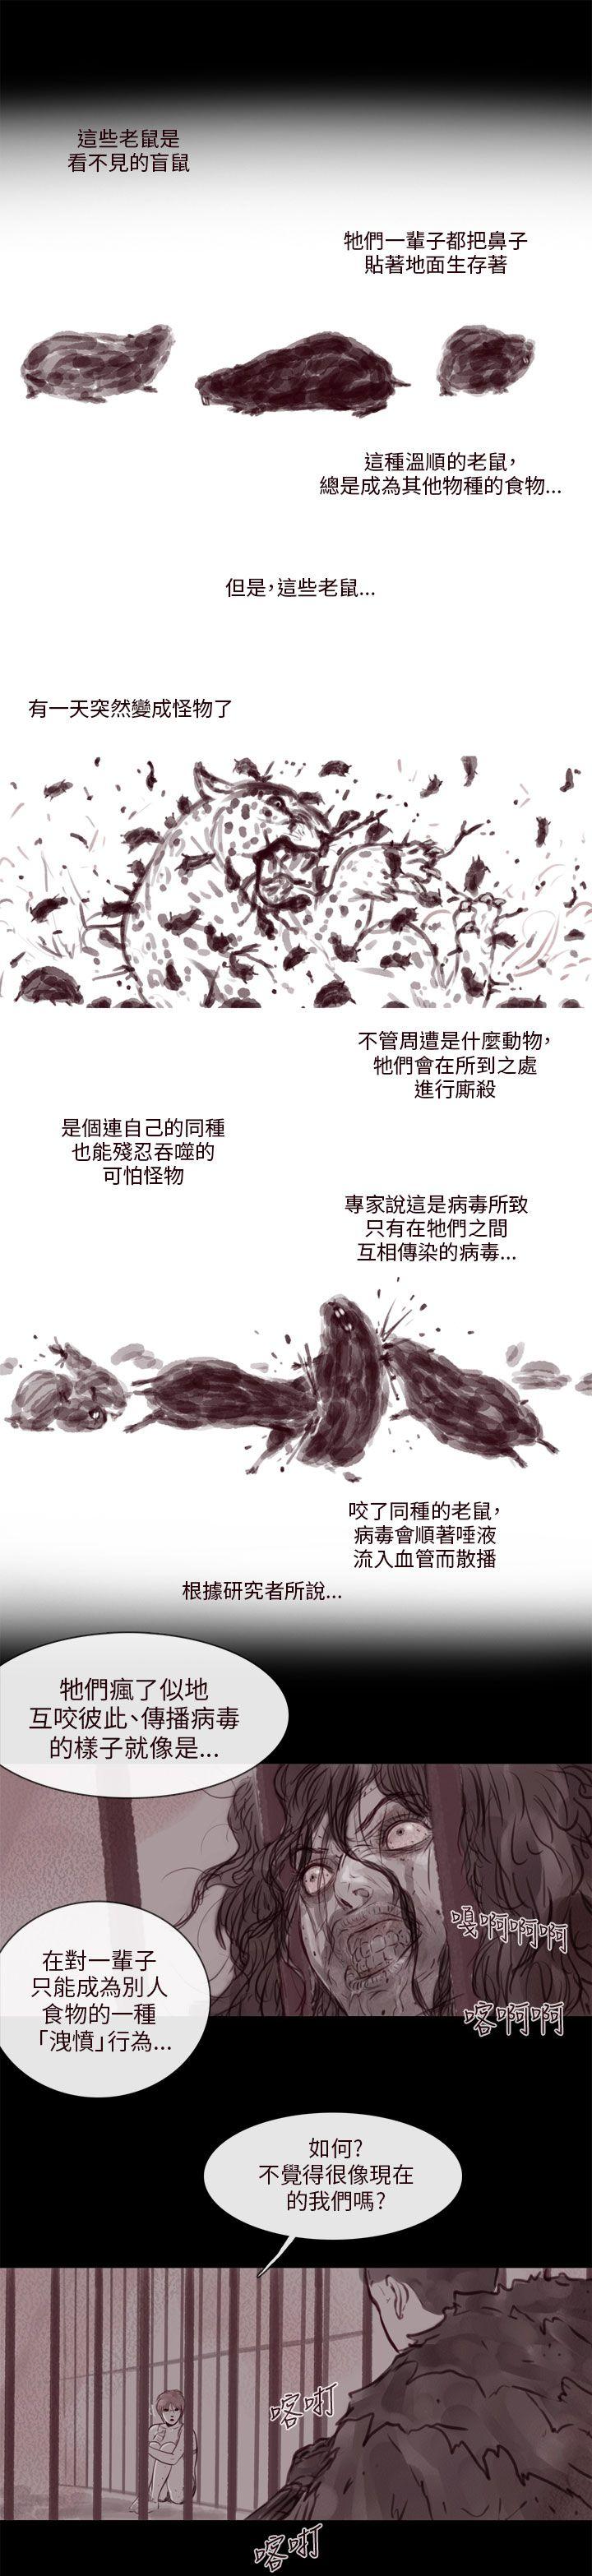 這些老鼠是
看不見的盲鼠
牠們一輩子都把鼻子
貼著地面生存著
這種溫順的老鼠，
總是成為其他物種的食物...
但是，這些老鼠...
有一天突然變成怪物了
不管周遭是什麼動物，
牠們會在所到之處
進行廝殺
是個連自己的同種
也能殘忍吞噬的
可怕怪物
專家說這是病毒所致
只有在牠們之間
互相傳染的病毒...
咬了同種的老鼠，
病毒會順著唾液
流入血管而散播
根據研究者所說...
牠們瘋了似地
互咬彼此、傳播病毒
的樣子就像是...
嘎啊啊啊
喀啊啊
在對一輩子
只能成為別人
食物的一種
「洩憤」行為...
如何?
不覺得很像現在
的我們嗎?
喀啦
喀啦